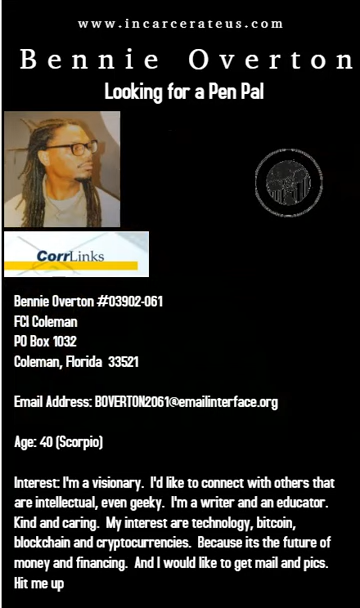 www.incarcerateus.com
Bennie Overton
Looking for a Pen Pal
CorrLinks
Bennie Overton #03902-061
FCI Coleman
PO Box 1032
Coleman, Florida 33521
Email Address: BOVERTON2061@emailinterface.org
Age: 40 (Scorpio)
Interest: I'm a visionary. I'd like to connect with others that
are intellectual, even geeky. I'm a writer and an educator.
Kind and caring. My interest are technology, bitcoin,
blockchain and cryptocurrencies. Because its the future of
money and financing. And I would like to get mail and pics.
Hit me up